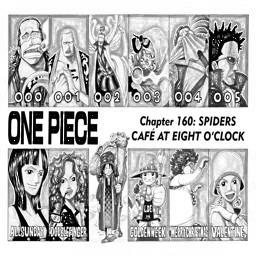 000 001 002 003 004 005
ONE PIECE
Chapter 160: SPIDERS
CAFÉ AT EIGHT O'CLOCK
ALLSUNDAY DOUBLEFINGER GOLDENWEEK MERRYCHRISTMAS VALENTINE